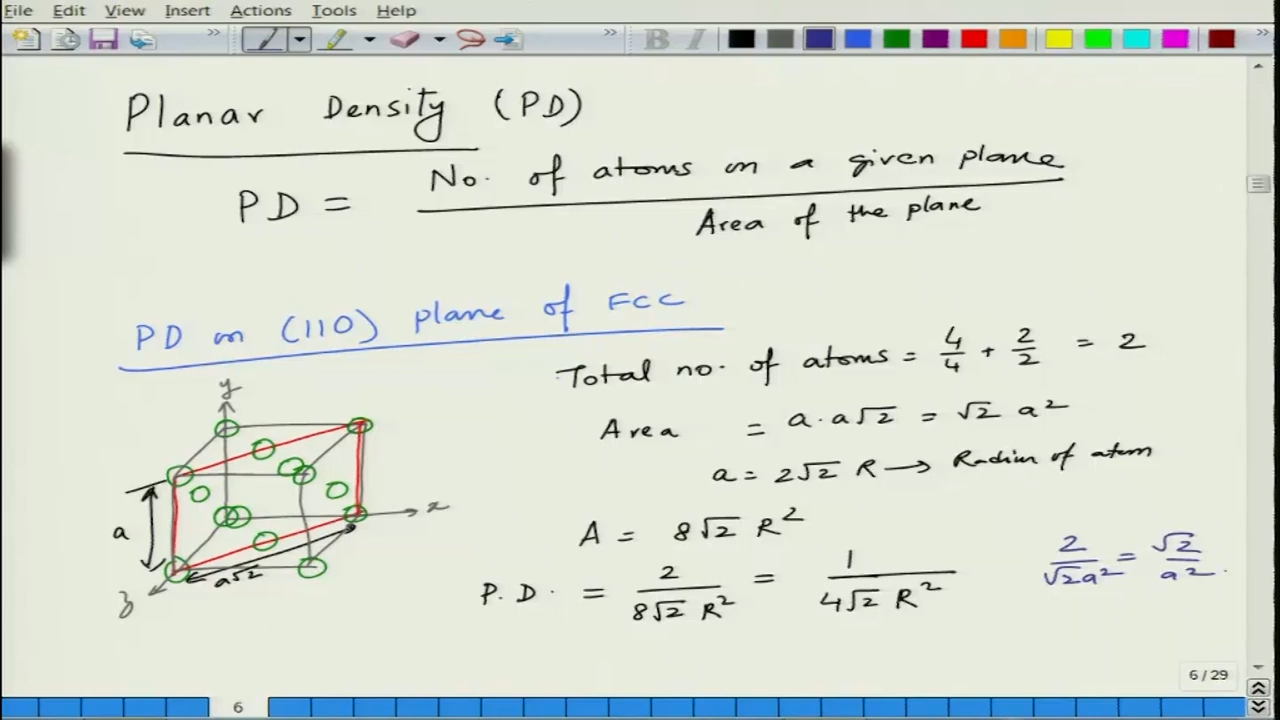 File Edit View Insert Actions Tools Help
Planar Density (PD)
PD = No. of atoms on a given plane / Area of the plane
PD on (110) plane of FCC
Total no. of atoms = 4/4 + 2/2 = 2
Area = a·a√2 = √2 a²
a = 2√2 R → Radium of atom
A = 8√2 R²
P.D. = 2 / 8√2 R² = 1 / 4√2 R²
2 / √2a² = √2 / a².
y
x
a
a√2
z
6 / 29
6